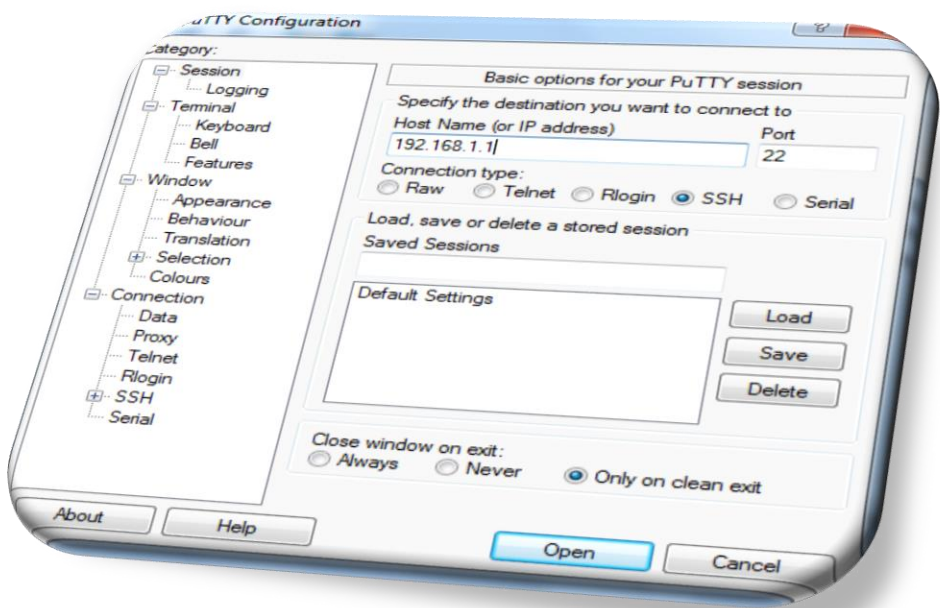 uTTY Configuration
Category:
Session
Logging
Terminal
Keyboard
Bell
Features
Window
Appearance
Behaviour
Translation
Selection
Colours
Connection
Data
Proxy
Telnet
Rlogin
SSH
Serial
Basic options for your PuTTY session
Specify the destination you want to connect to
Host Name (or IP address) Port
192.168.1.1 22
Connection type:
Raw Telnet Rlogin SSH Serial
Load, save or delete a stored session
Saved Sessions
Default Settings
Load
Save
Delete
Close window on exit:
Always Never Only on clean exit
About Help Open Cancel